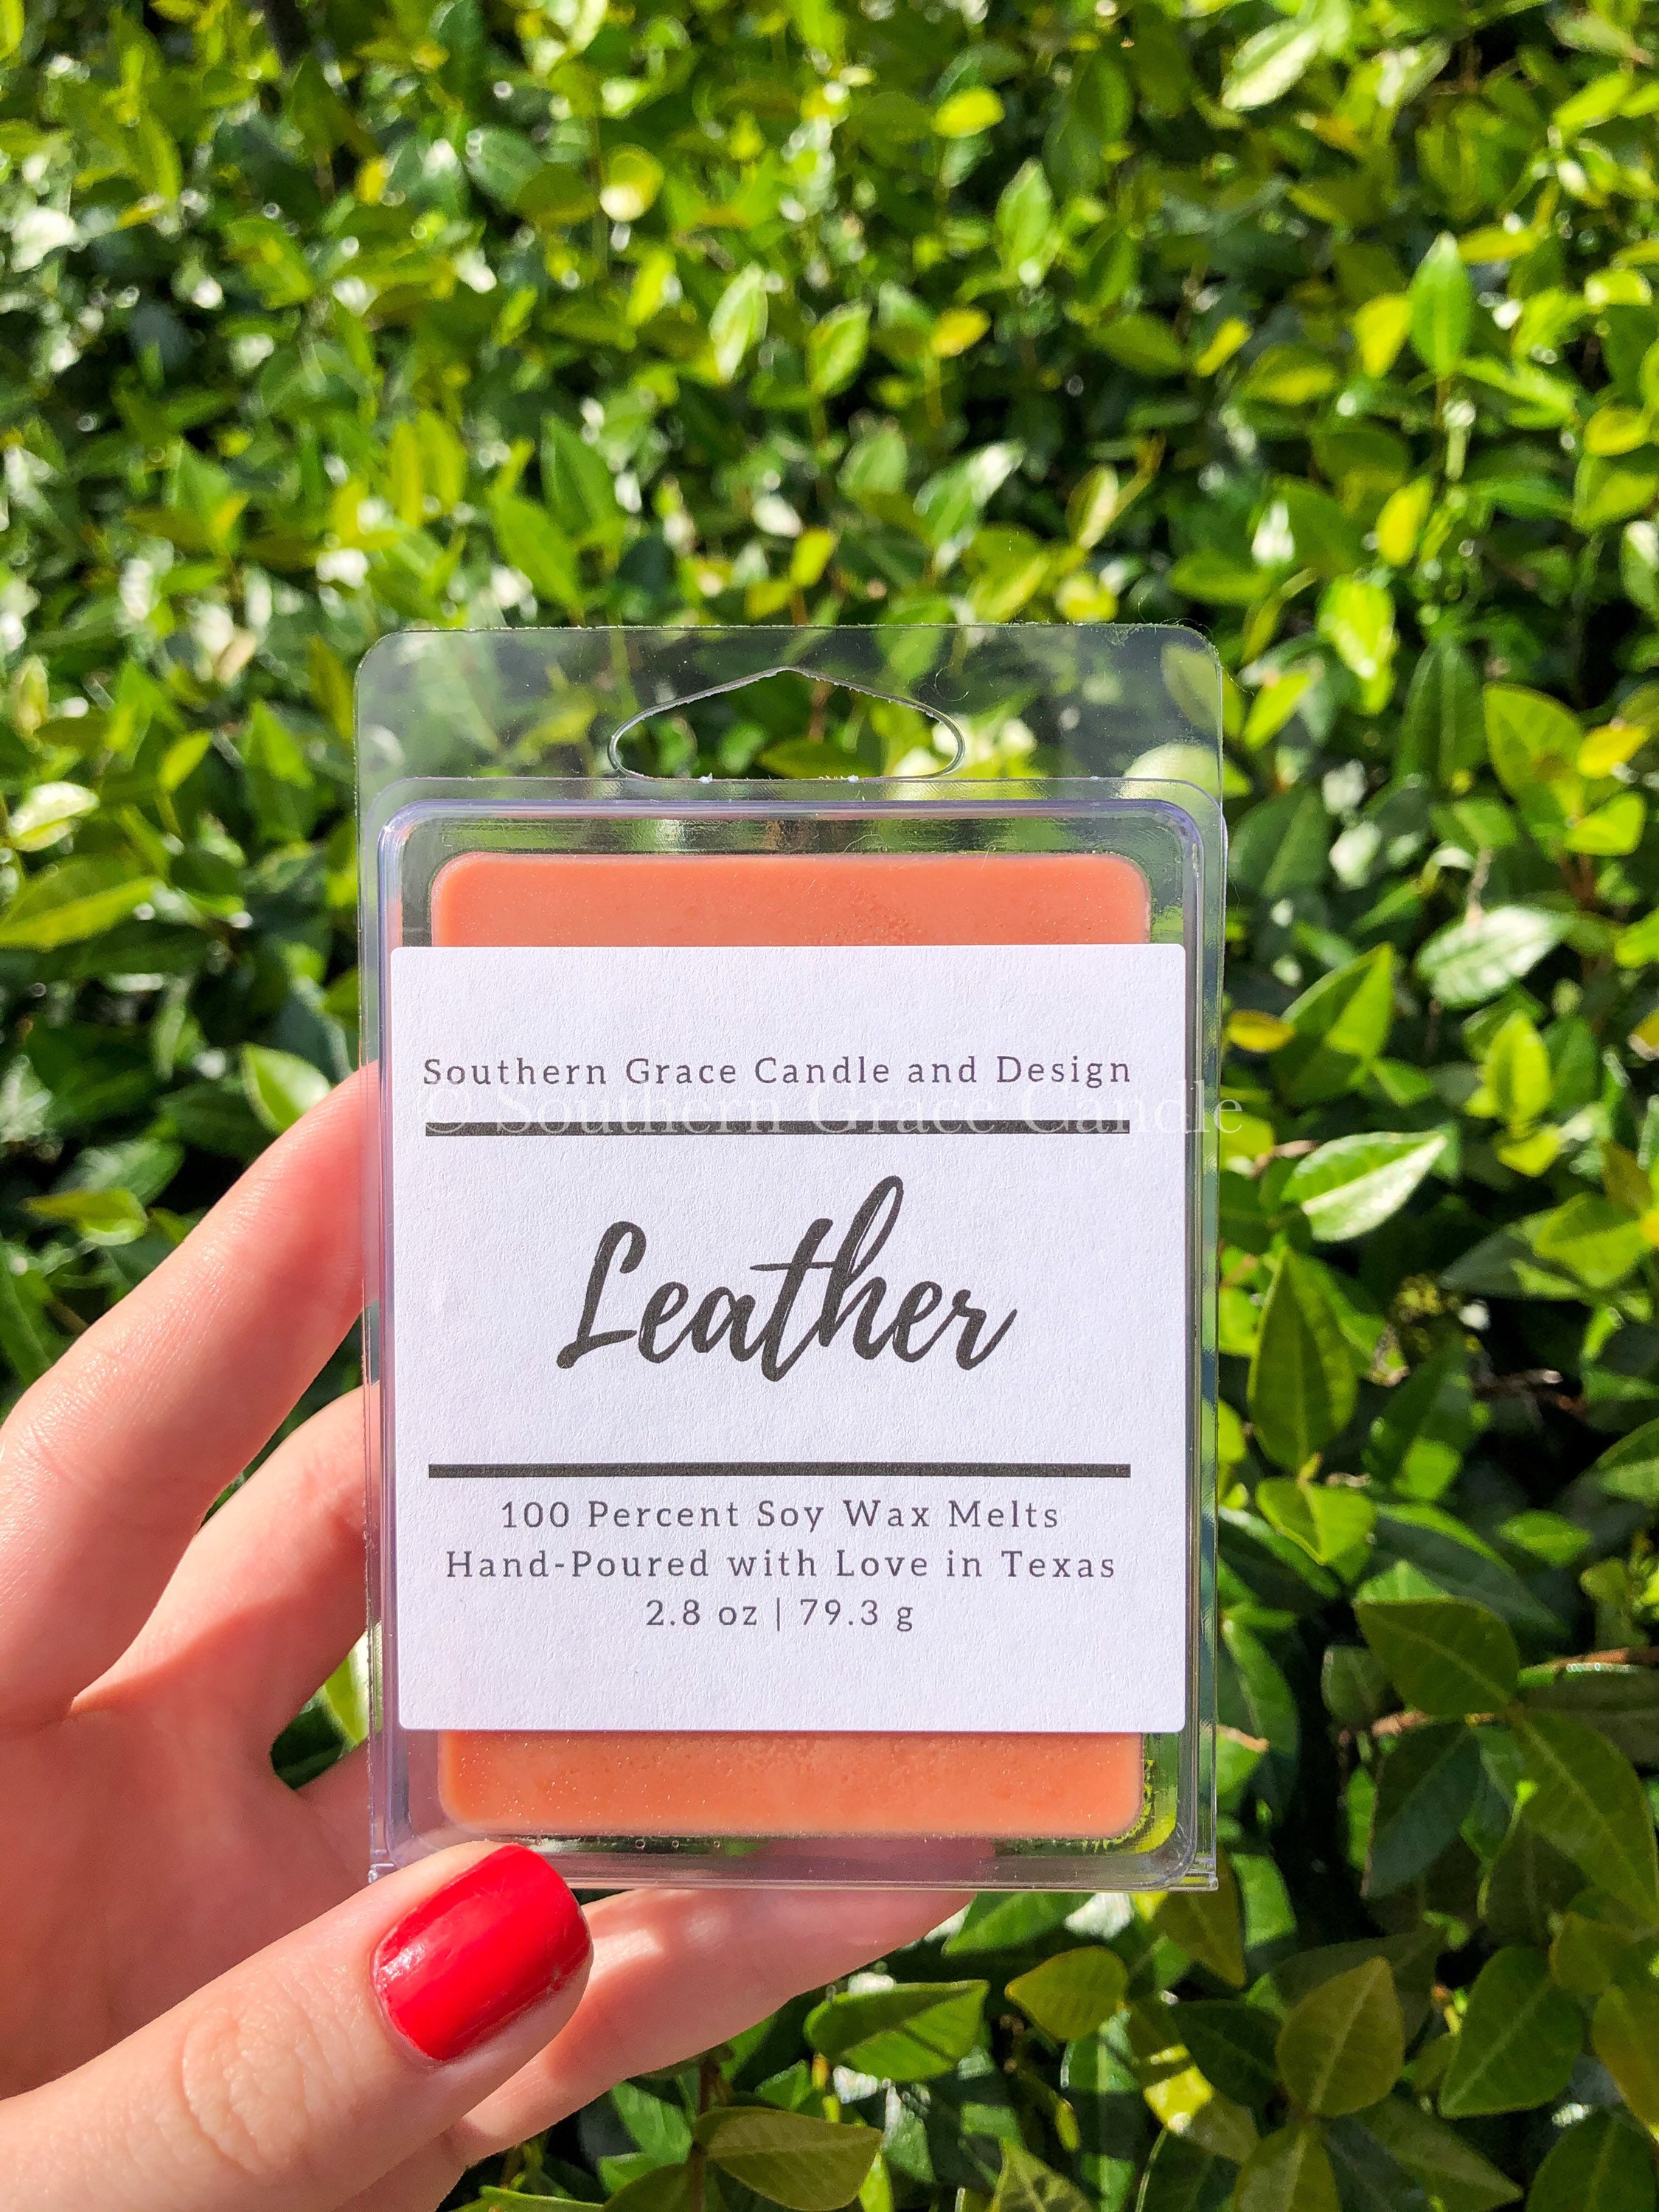 Southern Grace Candle and Design
© Southern Grace Candle
Leather
100 Percent Soy Wax Melts
Hand-Poured with Love in Texas
2.8 oz | 79.3 g